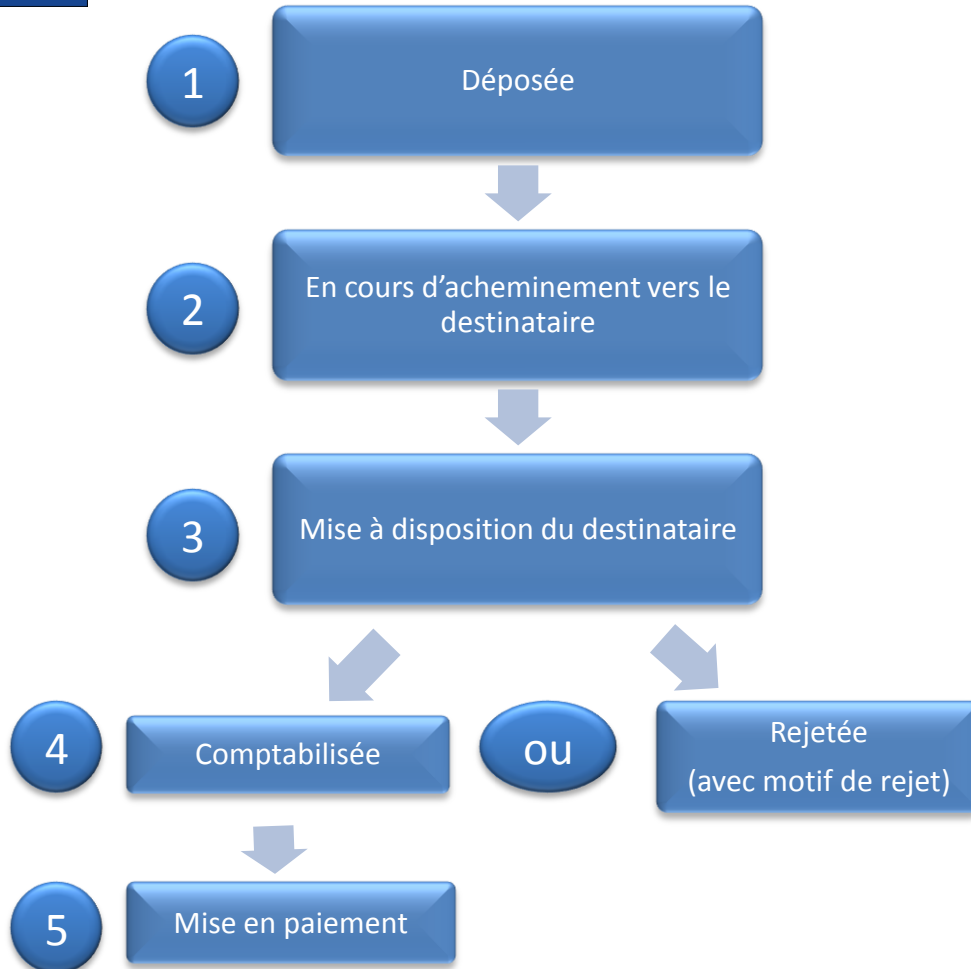 1
Déposée
2
En cours d’acheminement vers le
destinataire
3
Mise à disposition du destinataire
4
Comptabilisée
ou
Rejetée
(avec motif de rejet)
5
Mise en paiement